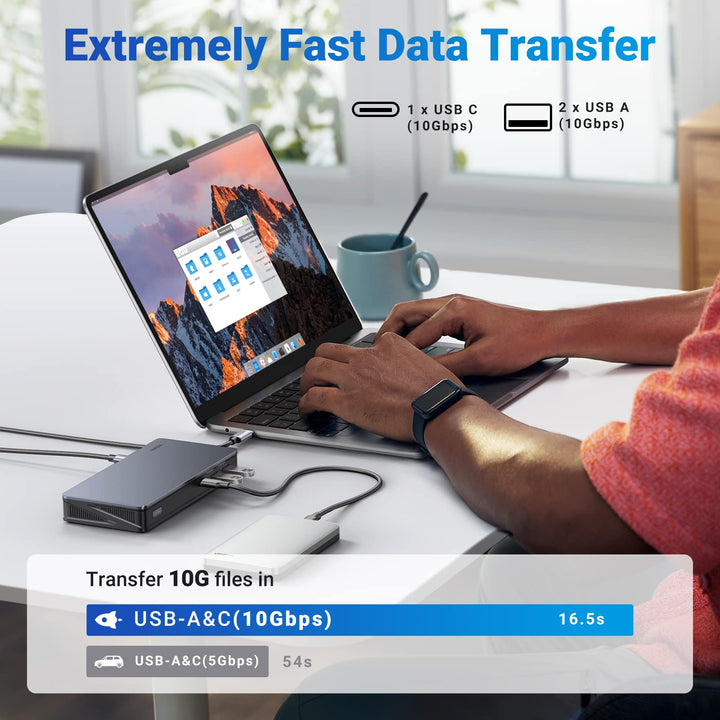 Extremely Fast Data Transfer
1 x USB C
(10Gbps)
2 x USB A
(10Gbps)
Transfer 10G files in
USB-A&C(10Gbps)
16.5s
USB-A&C(5Gbps)
54s